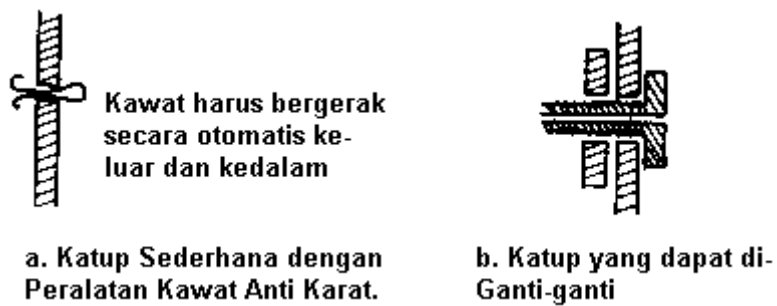 Kawat harus bergerak
secara otomatis ke-
luar dan kedalam
a. Katup Sederhana dengan
Peralatan Kawat Anti Karat.
b. Katup yang dapat di-
Ganti-ganti